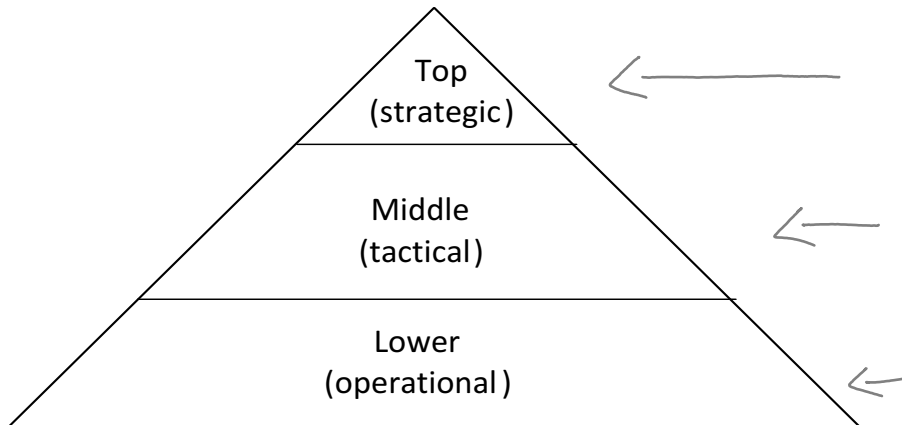 Top
(strategic)
Middle
(tactical)
Lower
(operational)